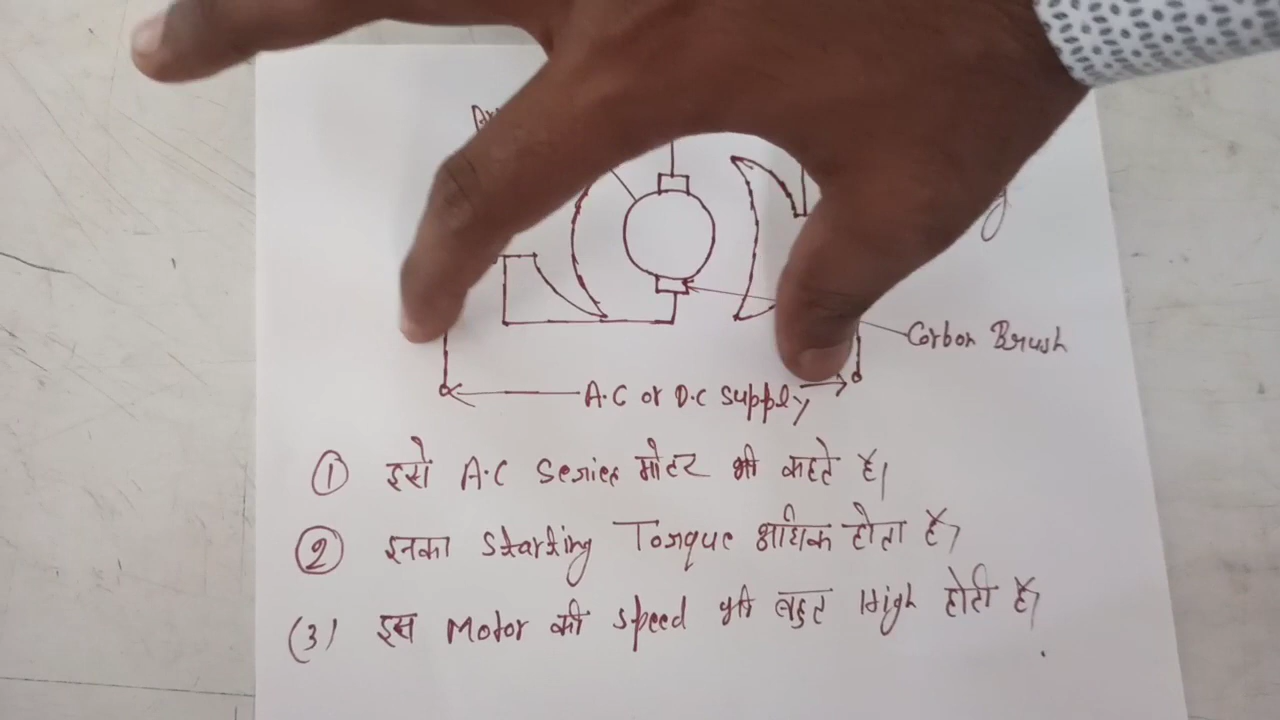 Corbon Brush
A.C or D.C Supply
① इसे A.C Series मोटर भी कहते है।
② इनका Starting Torque अधिक होता है,
(3) इस Motor की Speed भी बहुत High होती है,